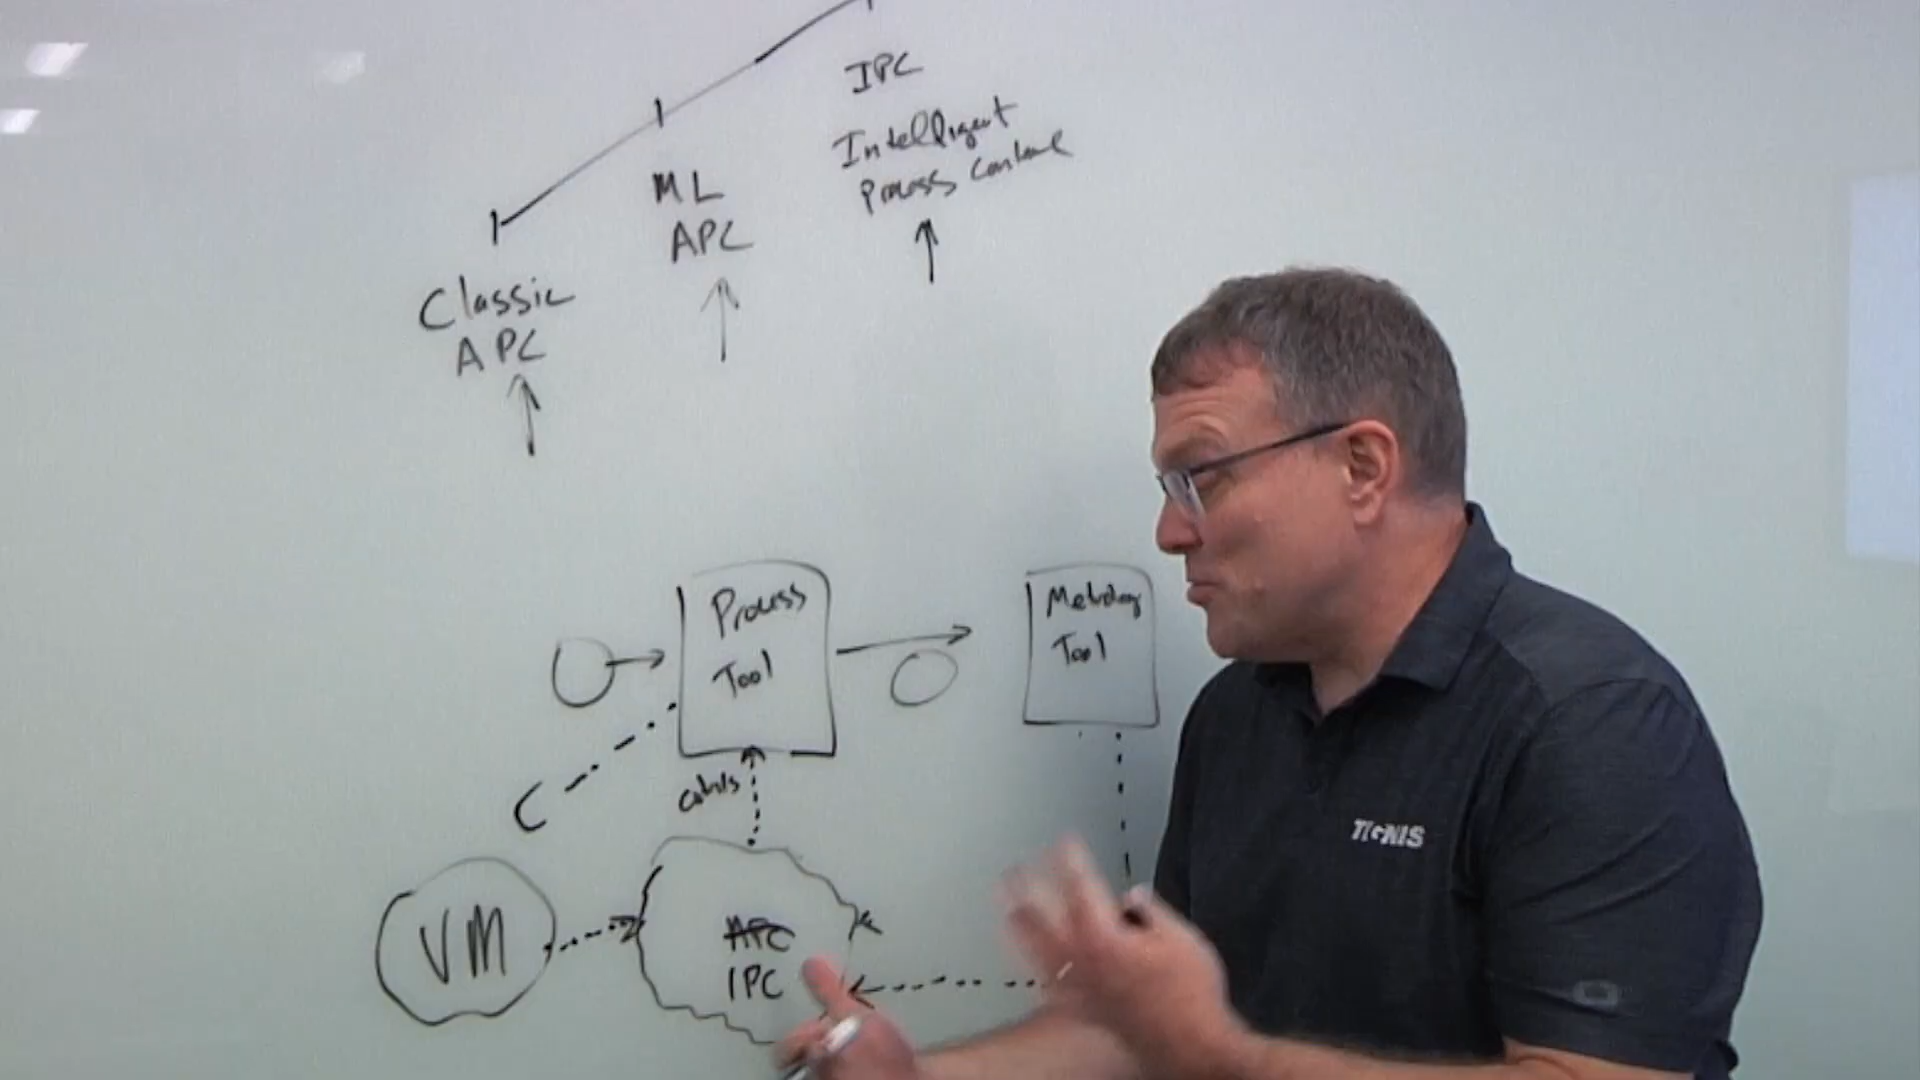 IPC
Intelligent
Process Control
ML
APC
Classic
APC
Process
Tool
Metrology
Tool
VM
APC
IPC
TIGNIS